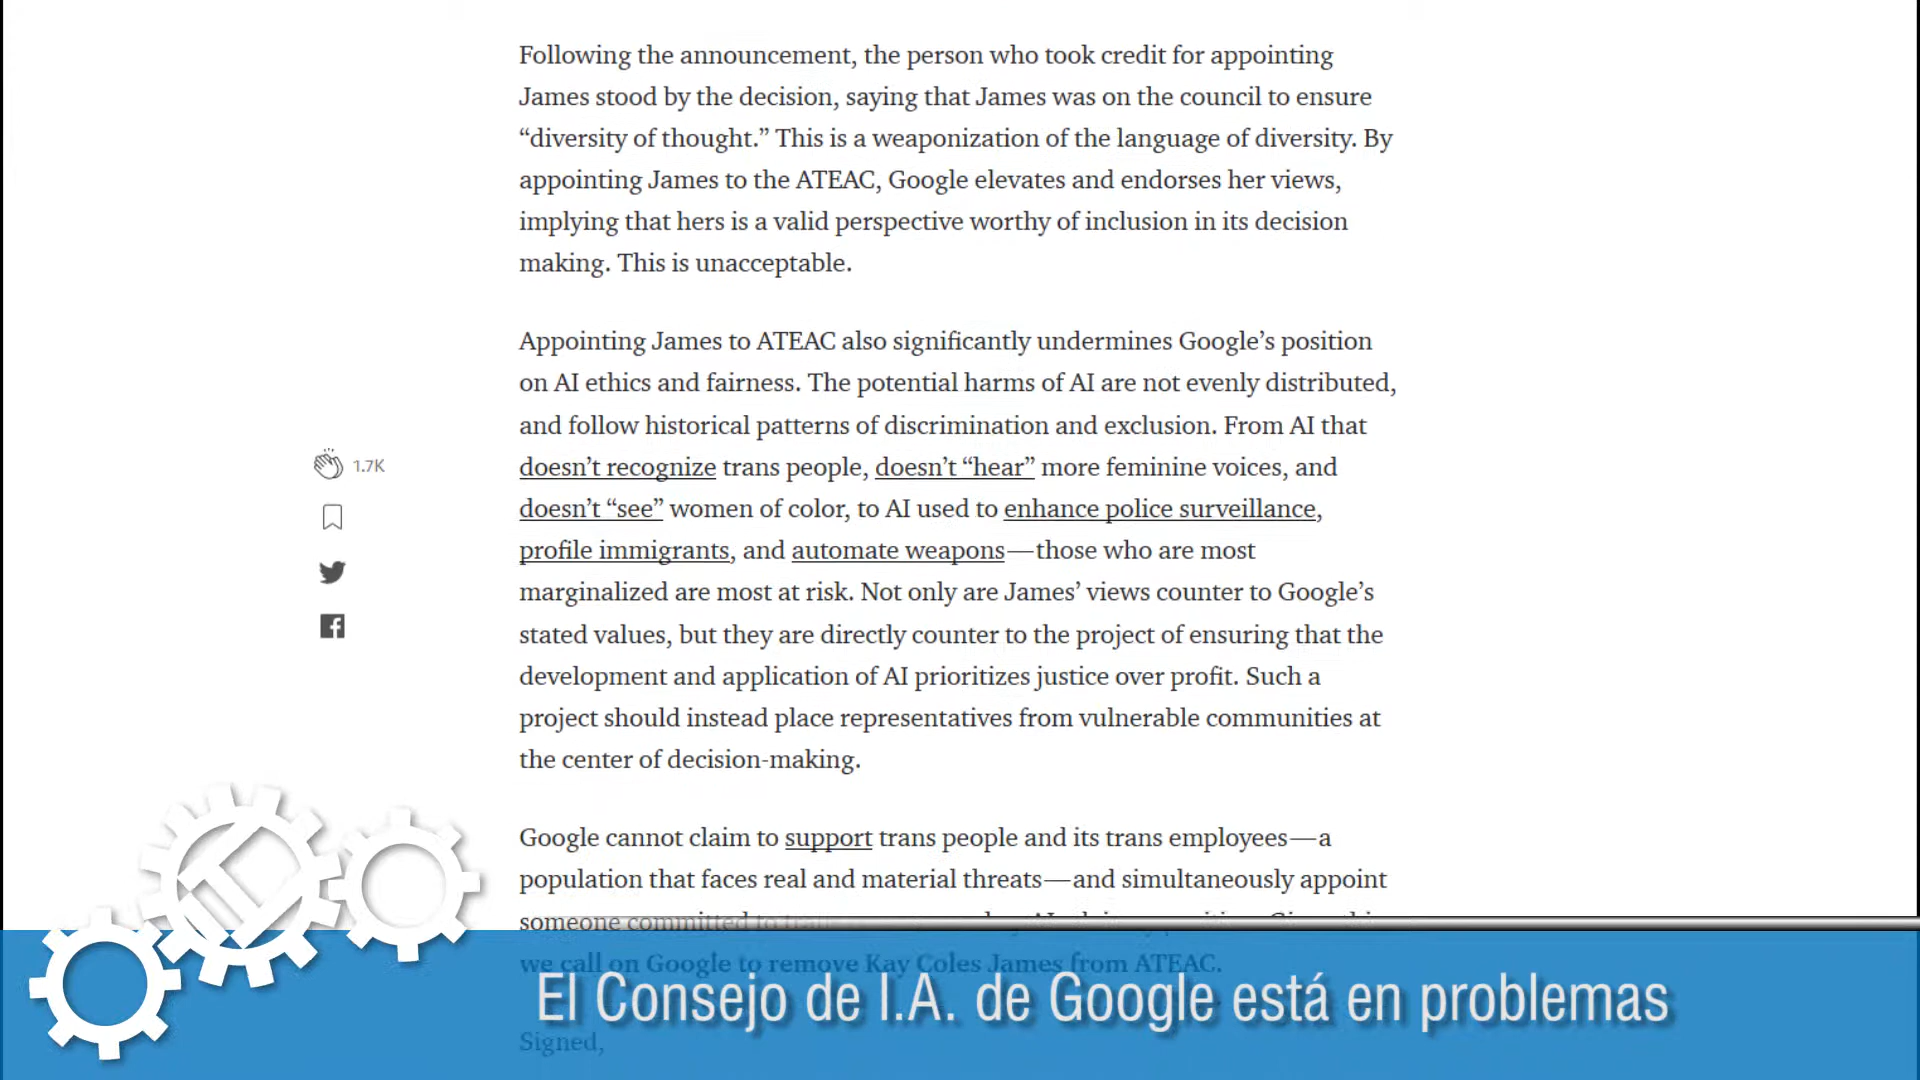 Following the announcement, the person who took credit for appointing
James stood by the decision, saying that James was on the council to ensure
“diversity of thought.” This is a weaponization of the language of diversity. By
appointing James to the ATEAC, Google elevates and endorses her views,
implying that hers is a valid perspective worthy of inclusion in its decision
making. This is unacceptable.
Appointing James to ATEAC also significantly undermines Google’s position
on AI ethics and fairness. The potential harms of AI are not evenly distributed,
and follow historical patterns of discrimination and exclusion. From AI that
doesn’t recognize trans people, doesn’t “hear” more feminine voices, and
doesn’t “see” women of color, to AI used to enhance police surveillance,
profile immigrants, and automate weapons—those who are most
marginalized are most at risk. Not only are James’ views counter to Google’s
stated values, but they are directly counter to the project of ensuring that the
development and application of AI prioritizes justice over profit. Such a
project should instead place representatives from vulnerable communities at
the center of decision-making.
1.7K
Google cannot claim to support trans people and its trans employees—a
population that faces real and material threats—and simultaneously appoint
someone committed to
we call on Google to remove Kay Coles James from ATEAC.
El Consejo de I.A. de Google está en problemas
Signed,